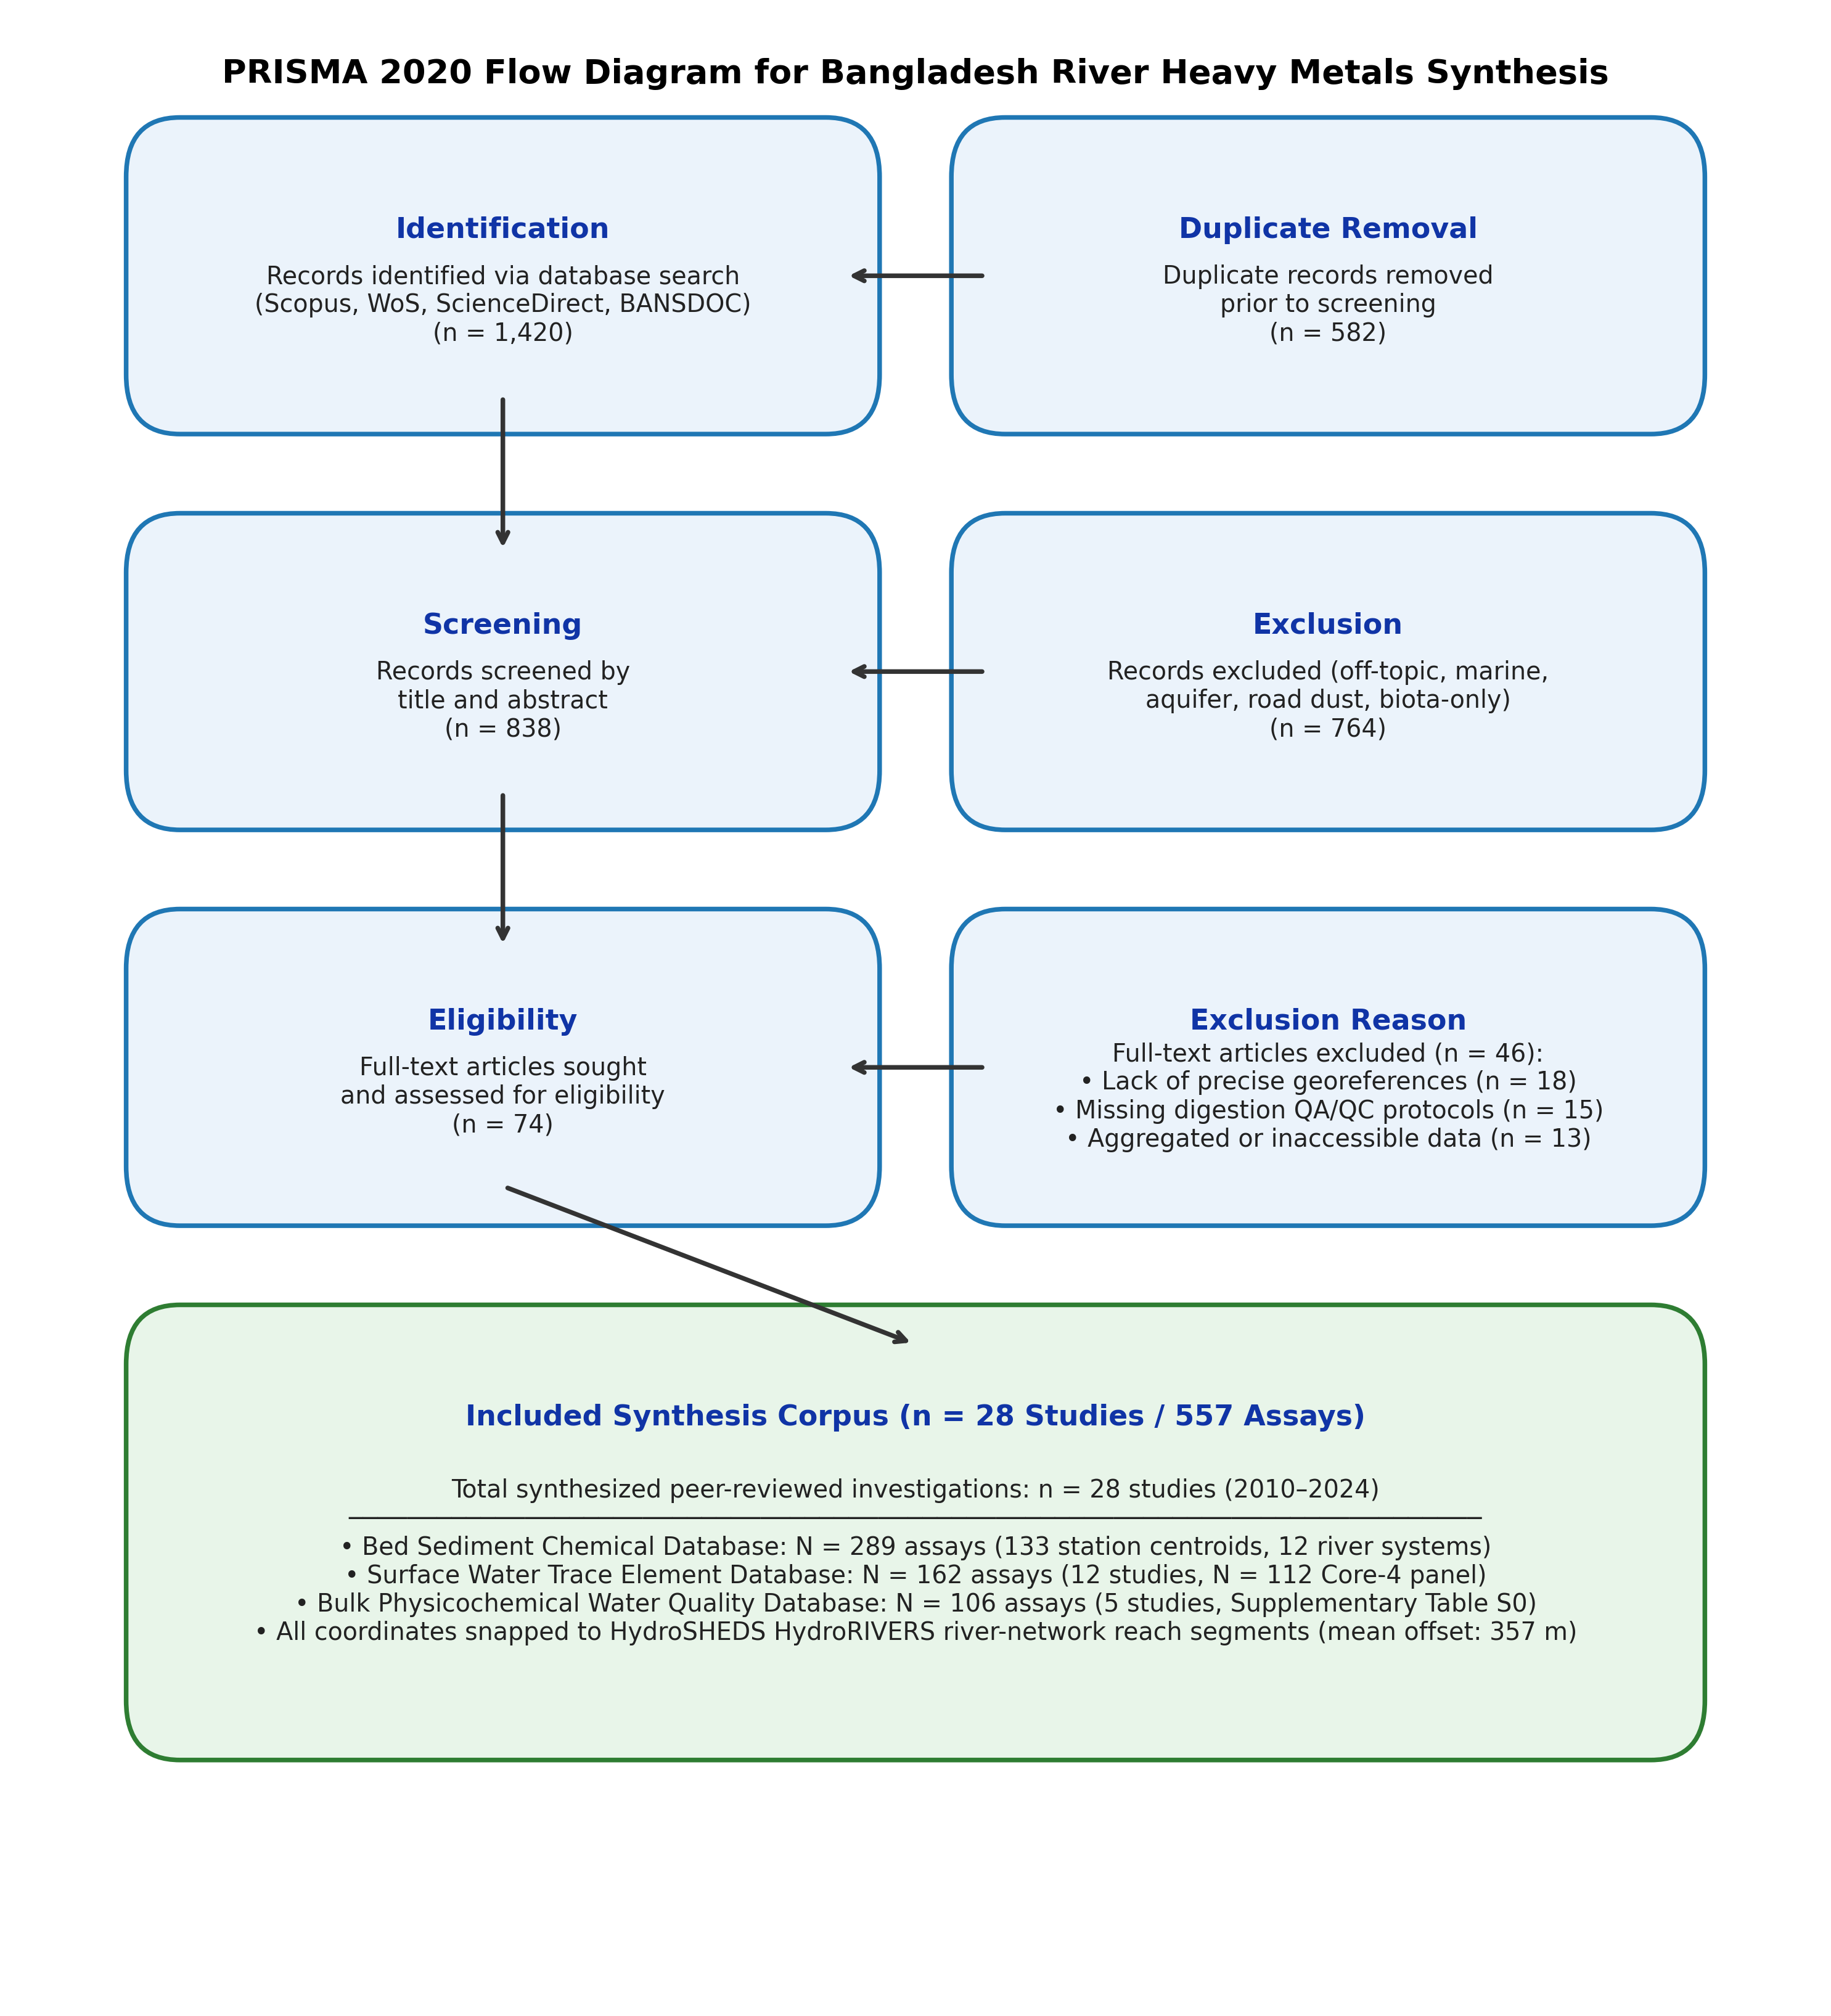 PRISMA 2020 Flow Diagram for Bangladesh River Heavy Metals Synthesis
Identification
Records identified via database search
(Scopus, WoS, ScienceDirect, BANSDOC)
(n = 1,420)
Duplicate Removal
Duplicate records removed
prior to screening
(n = 582)
Screening
Records screened by
title and abstract
(n = 838)
Exclusion
Records excluded (off-topic, marine,
aquifer, road dust, biota-only)
(n = 764)
Eligibility
Full-text articles sought
and assessed for eligibility
(n = 74)
Exclusion Reason
Full-text articles excluded (n = 46):
• Lack of precise georeferences (n = 18)
• Missing digestion QA/QC protocols (n = 15)
• Aggregated or inaccessible data (n = 13)
Included Synthesis Corpus (n = 28 Studies / 557 Assays)
Total synthesized peer-reviewed investigations: n = 28 studies (2010–2024)
• Bed Sediment Chemical Database: N = 289 assays (133 station centroids, 12 river systems)
• Surface Water Trace Element Database: N = 162 assays (12 studies, N = 112 Core-4 panel)
• Bulk Physicochemical Water Quality Database: N = 106 assays (5 studies, Supplementary Table S0)
• All coordinates snapped to HydroSHEDS HydroRIVERS river-network reach segments (mean offset: 357 m)